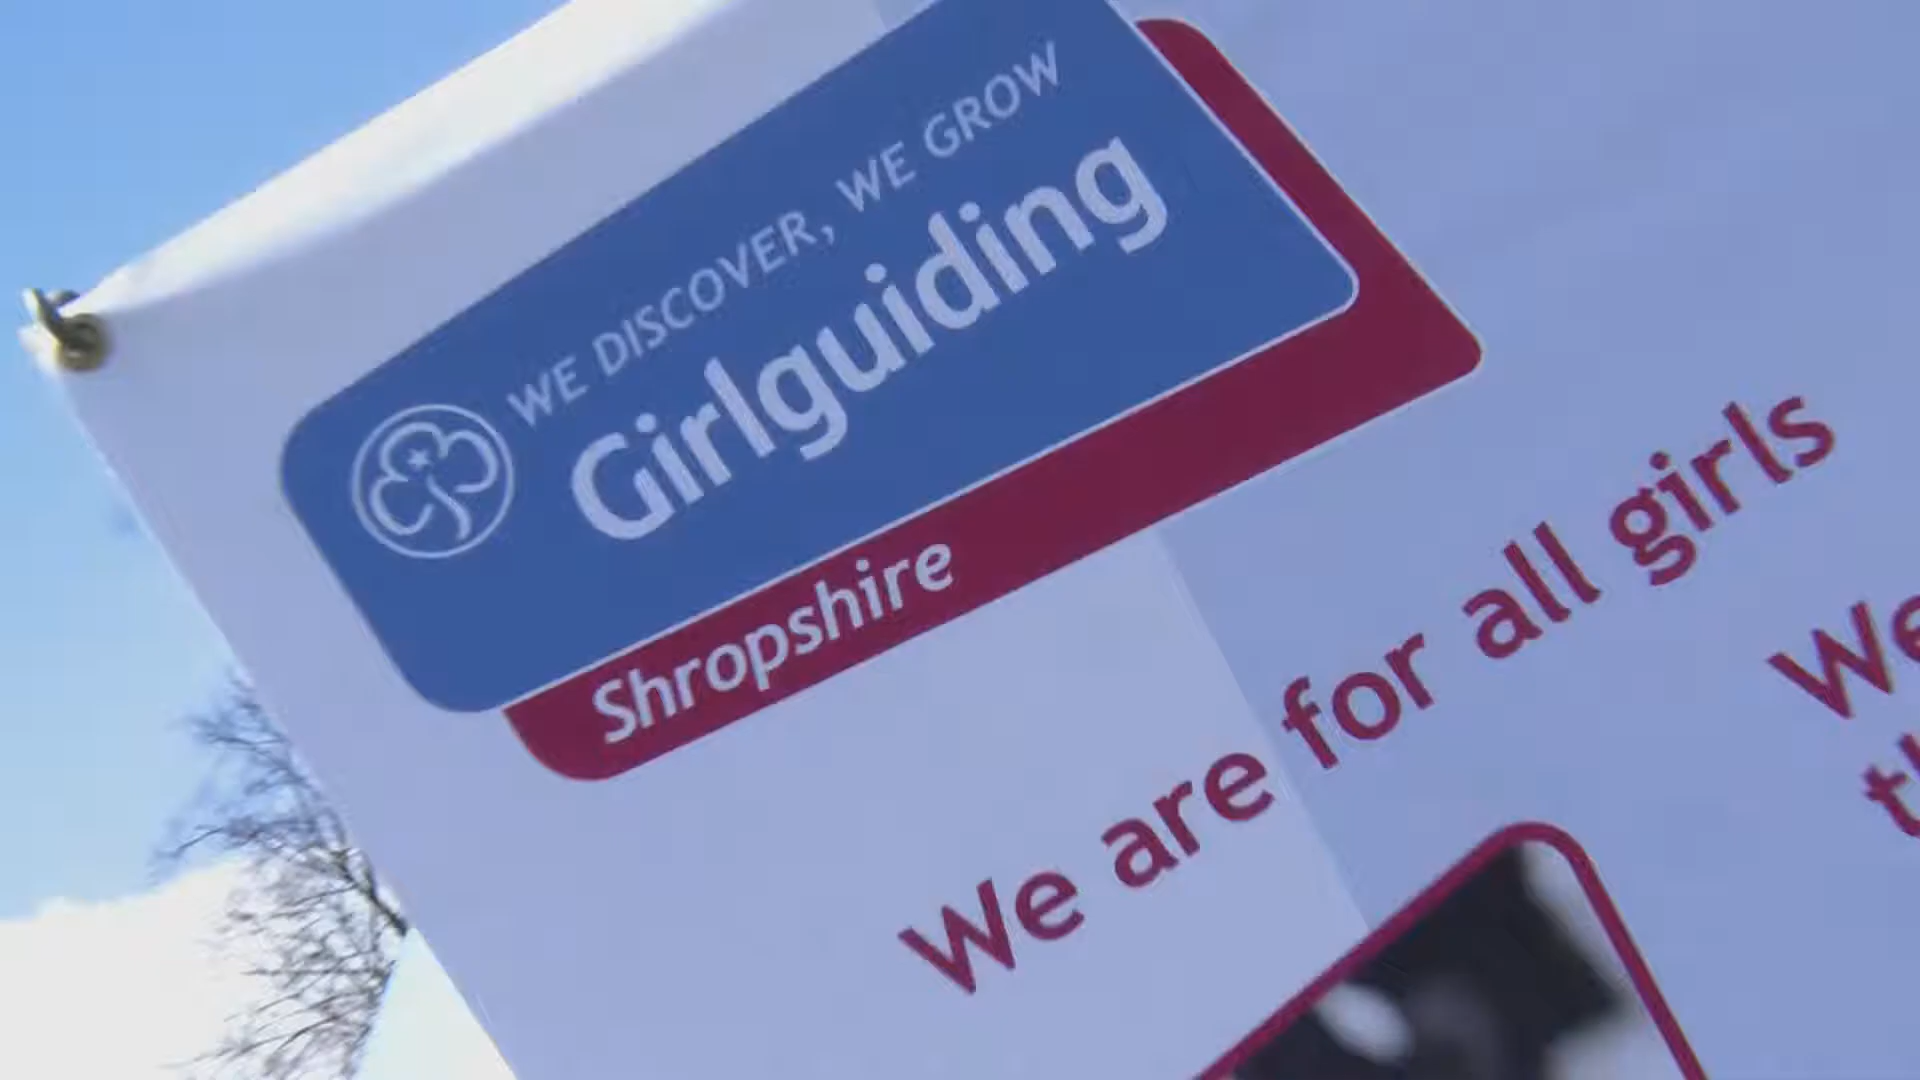 WE DISCOVER, WE GROW
Girlguiding
Shropshire
We are for all girls